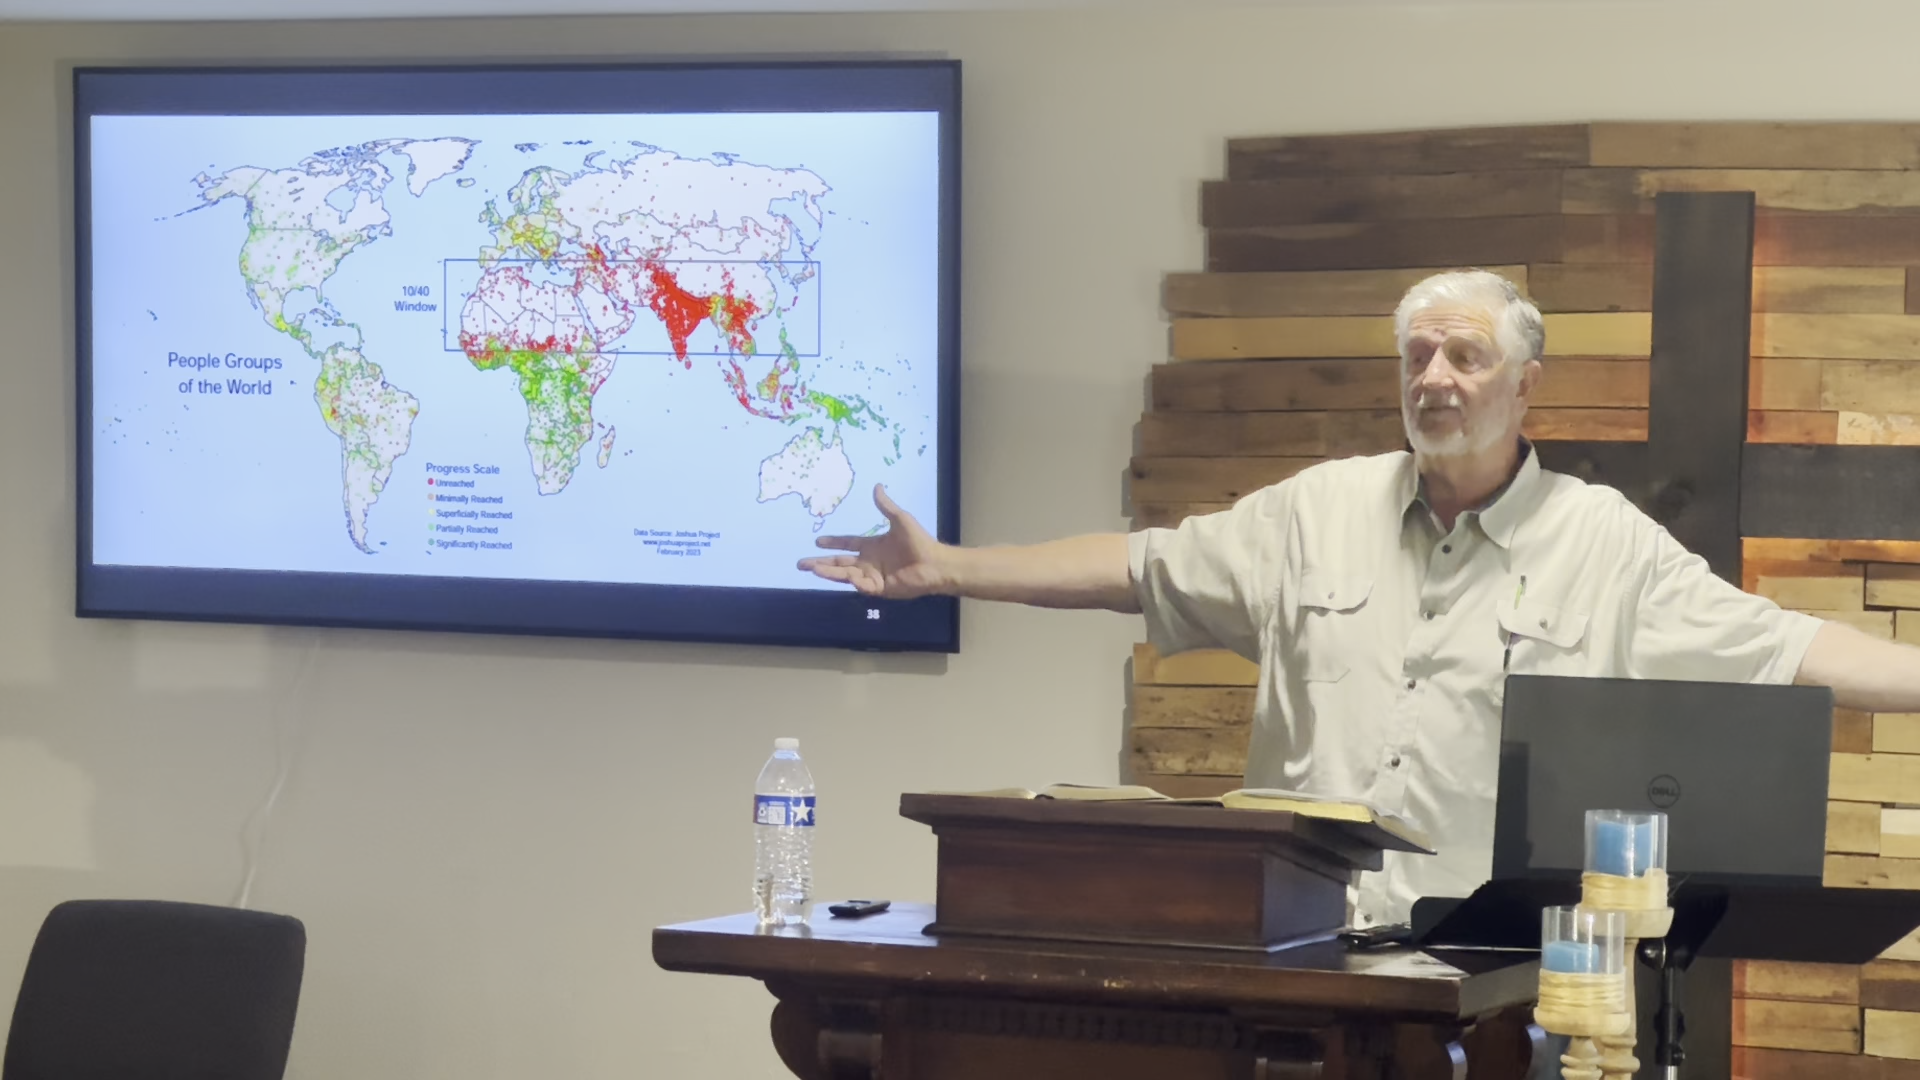 10/40
Window
People Groups
of the World
Progress Scale
Unreached
Minimally Reached
Superficially Reached
Partially Reached
Significantly Reached
Data Source: Joshua Project
www.joshuaproject.net
February 2023
38
DELL